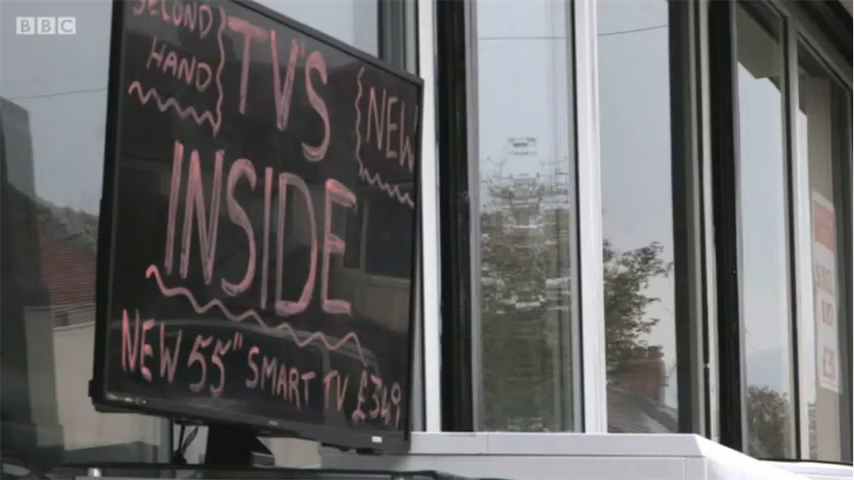 BBC
SECOND
HAND
TV'S
NEW
INSIDE
NEW 55" SMART TV £349